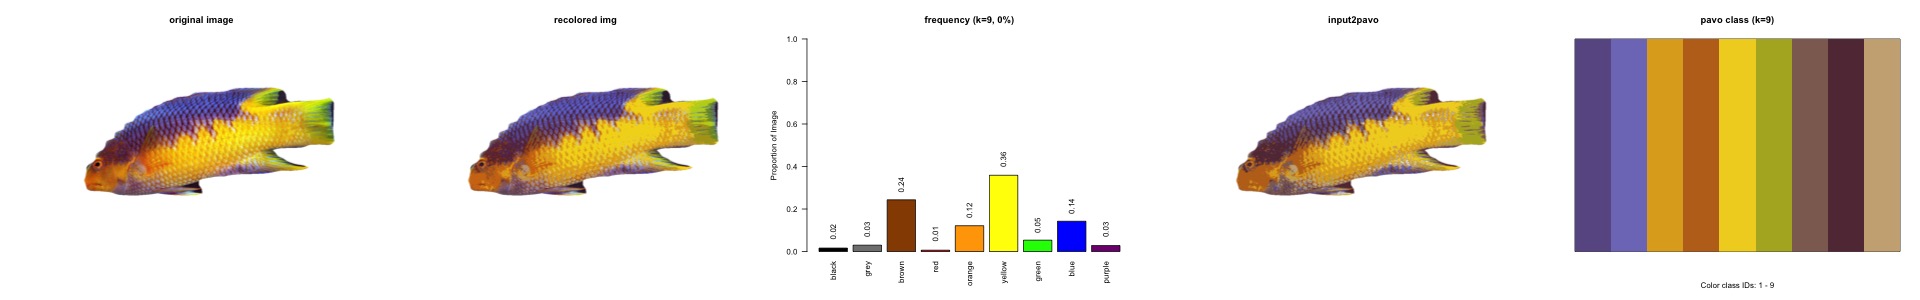 original image
recolored img
frequency (k=9, 0%)
input2pavo
pavo class (k=9)
Proportion of Image
1.0
0.8
0.6
0.4
0.2
0.0
0.02
0.03
0.24
0.01
0.12
0.36
0.05
0.14
0.03
black
grey
brown
red
orange
yellow
green
blue
purple
Color class IDs: 1 - 9